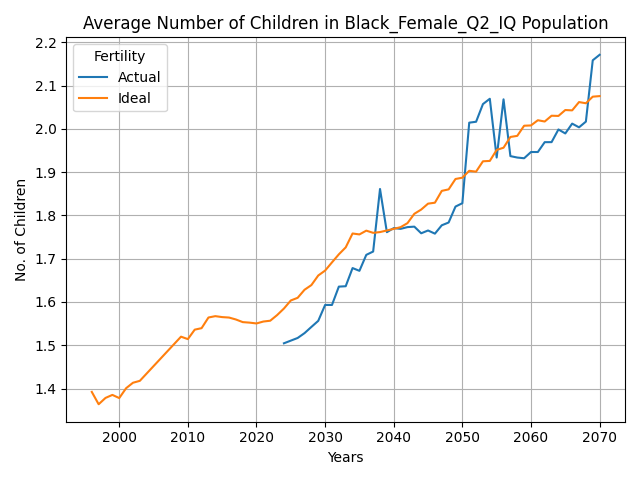 Average Number of Children in Black_Female_Q2_IQ Population
Fertility
Actual
Ideal
No. of Children
2.2
2.1
2.0
1.9
1.8
1.7
1.6
1.5
1.4
2000 2010 2020 2030 2040 2050 2060 2070
Years